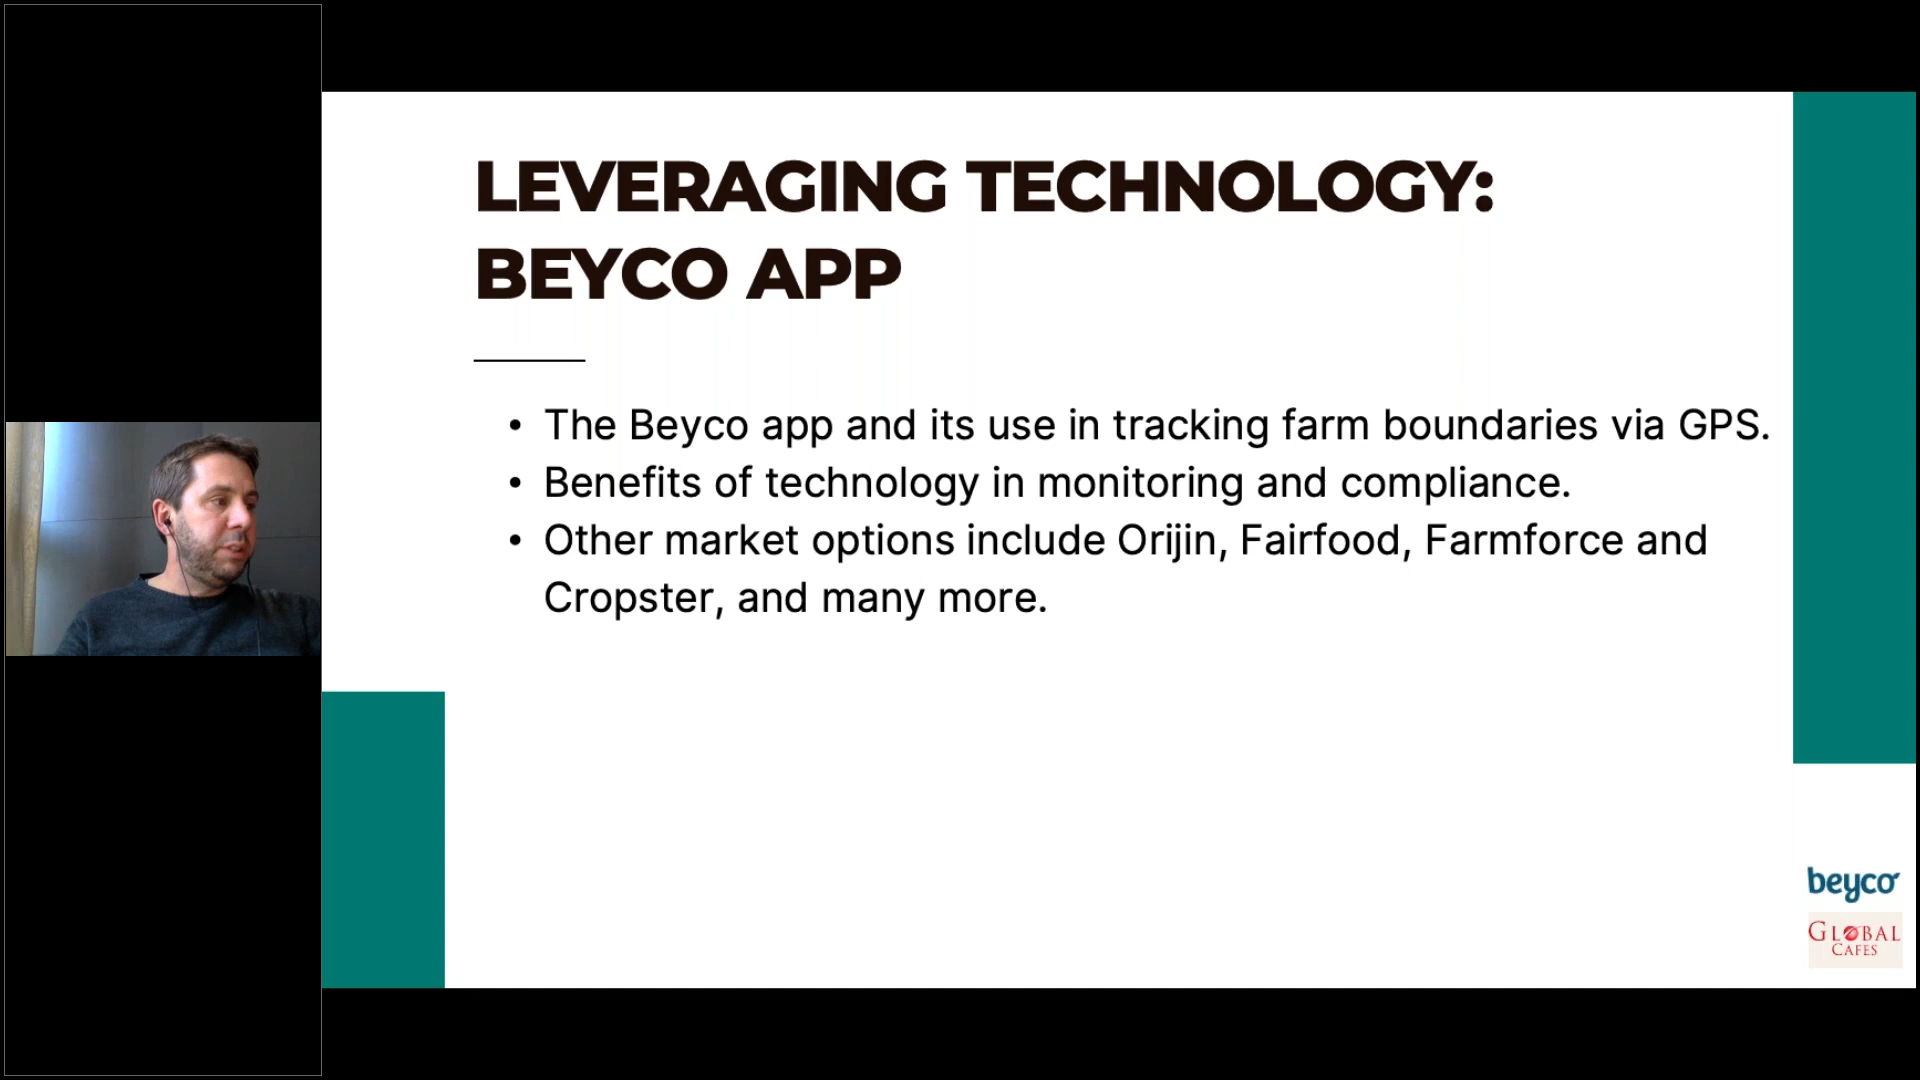 LEVERAGING TECHNOLOGY:
BEYCO APP
• The Beyco app and its use in tracking farm boundaries via GPS.
• Benefits of technology in monitoring and compliance.
• Other market options include Orijin, Fairfood, Farmforce and
Cropster, and many more.
beyco
GLOBAL
CAFES